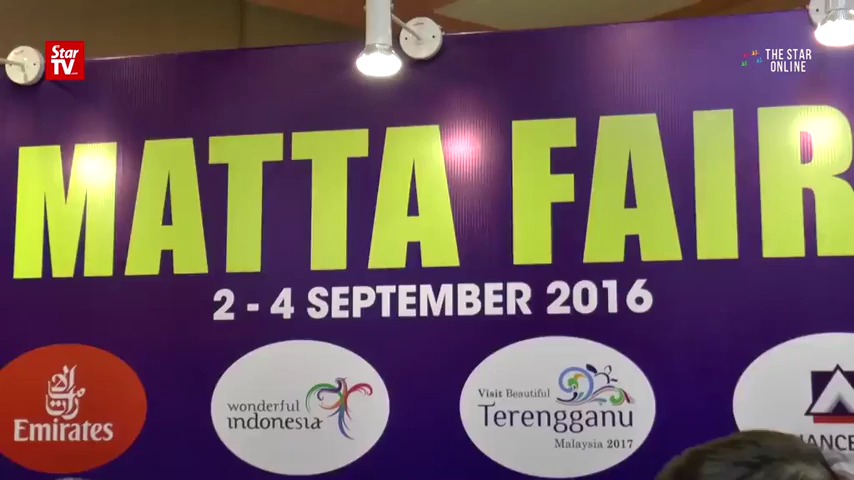 Star
TV
THE STAR
ONLINE
MATTA FAIR
2 - 4 SEPTEMBER 2016
Emirates
wonderful
indonesia
Visit Beautiful
Terengganu
Malaysia 2017